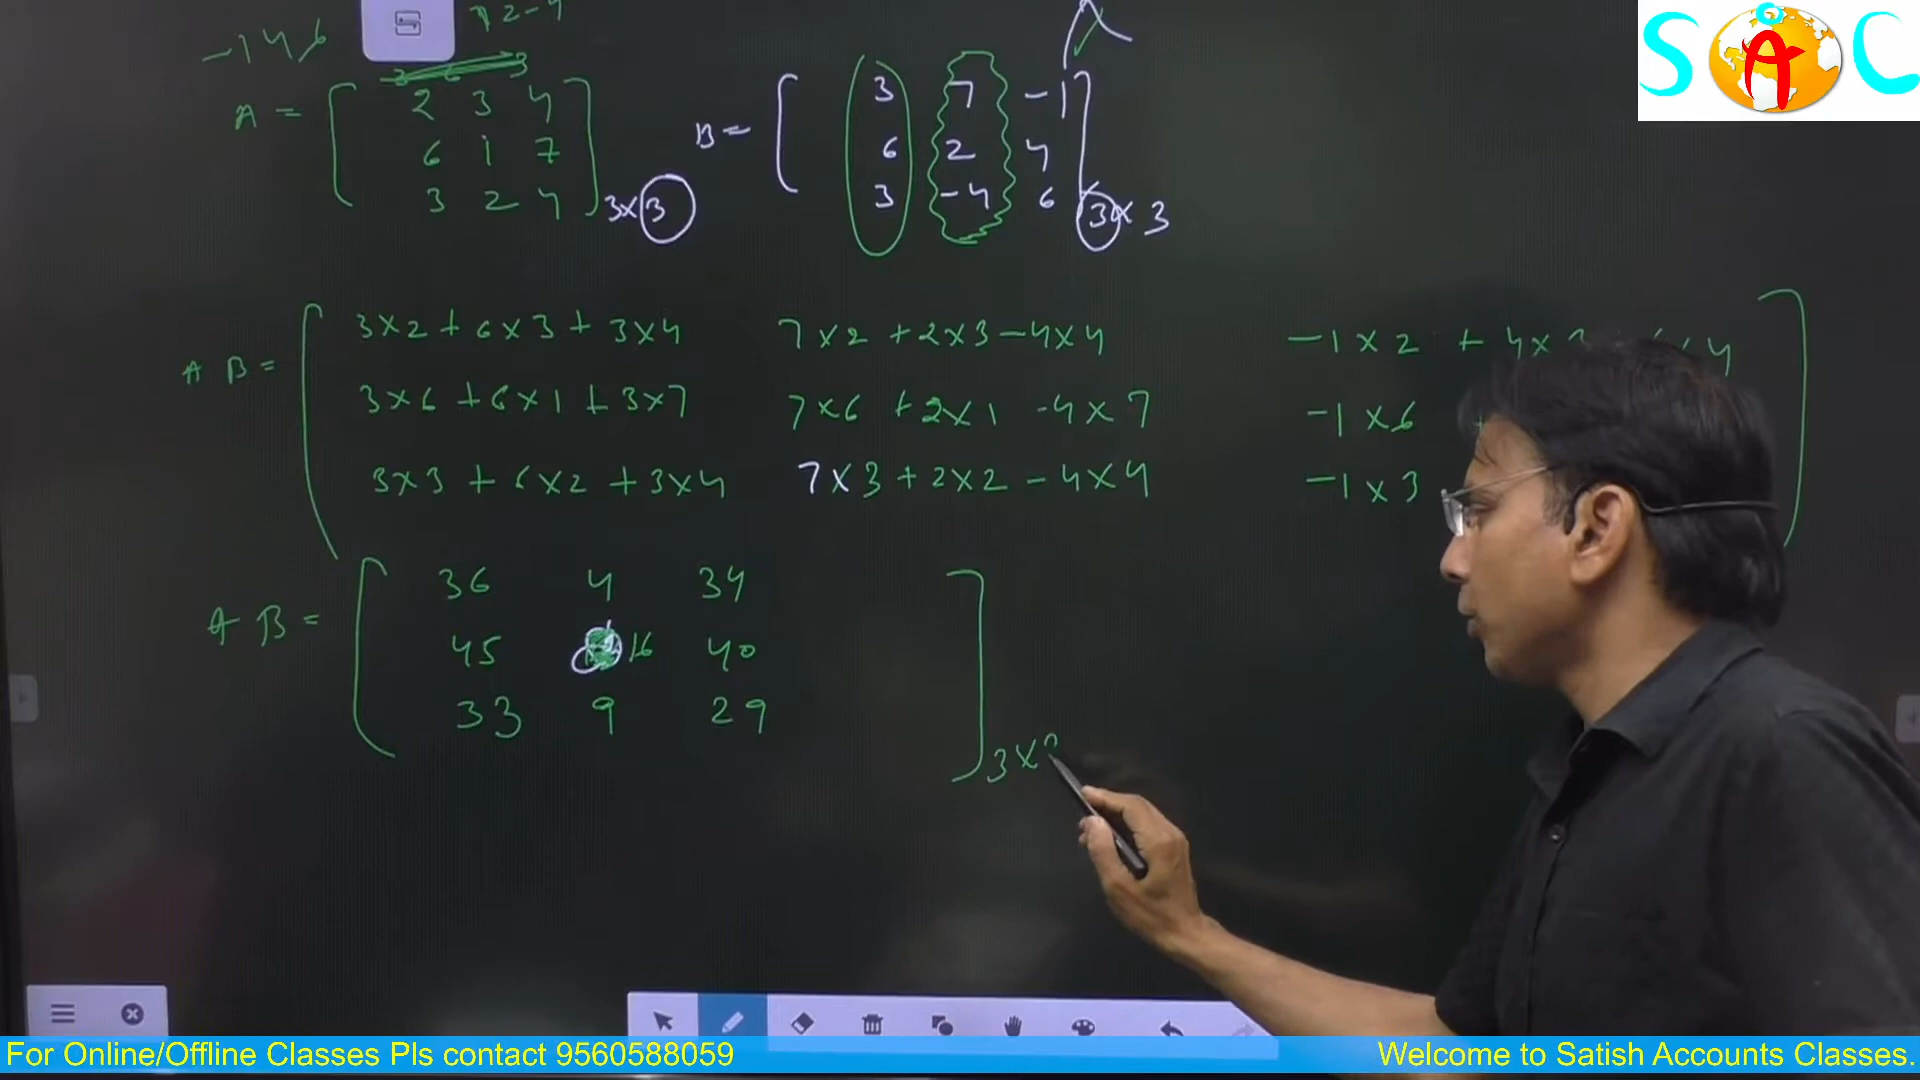 SAC
-1 4 6
A = [ 2 3 4
6 1 7
3 2 4 ] 3×3
B = [ 3 7 -1
6 2 4
3 -4 6 ] 3×3
AB = [ 3×2+6×3+3×4 7×2+2×3-4×4 -1×2 + 4×
3×6+6×1+3×7 7×6+2×1-4×7 -1×6
3×3+6×2+3×4 7×3+2×2-4×4 -1×3 ]
AB = [ 36 4 34
45 16 40
33 9 29 ] 3×
For Online/Offline Classes Pls contact 9560588059
Welcome to Satish Accounts Classes.